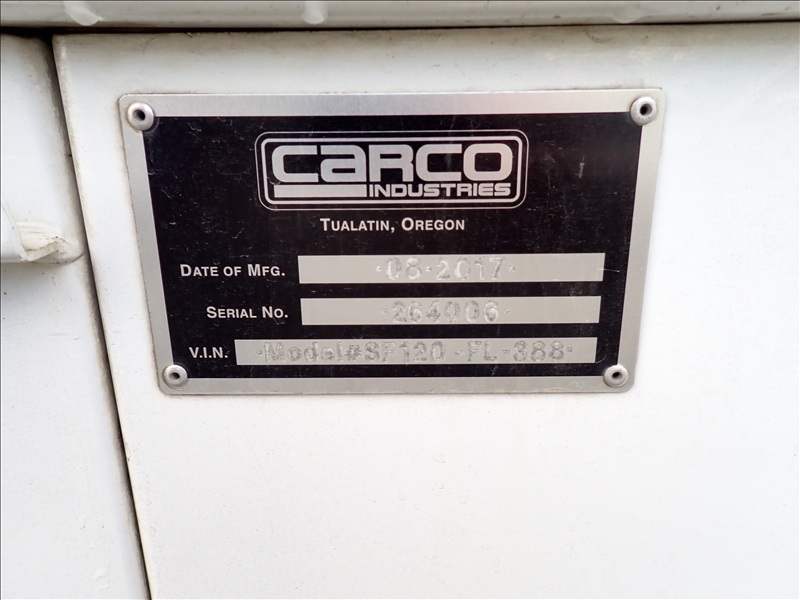 CARCO
INDUSTRIES
TUALATIN, OREGON
DATE OF MFG. ·06·2017·
SERIAL NO. ·264006·
V.I.N. ·Model#SF120·FL·388·